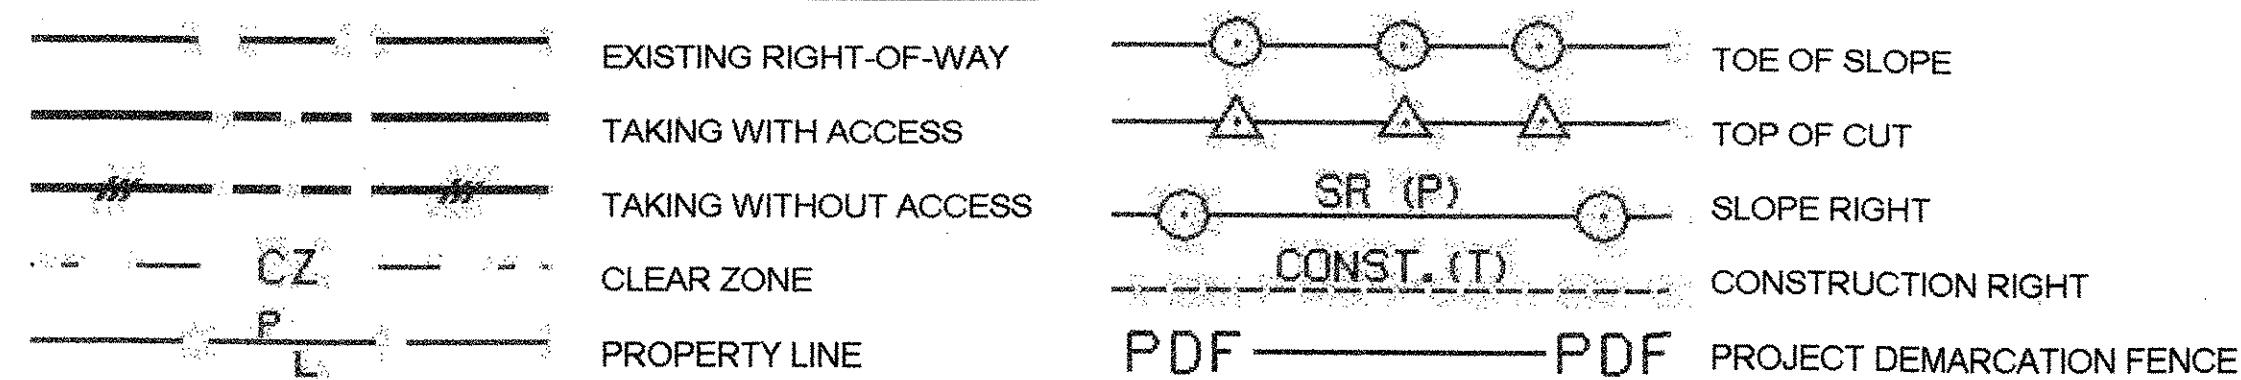 EXISTING RIGHT-OF-WAY
TAKING WITH ACCESS
TAKING WITHOUT ACCESS
CZ CLEAR ZONE
P
L PROPERTY LINE
TOE OF SLOPE
TOP OF CUT
SR (P) SLOPE RIGHT
CONST. (T) CONSTRUCTION RIGHT
PDF PDF PROJECT DEMARCATION FENCE